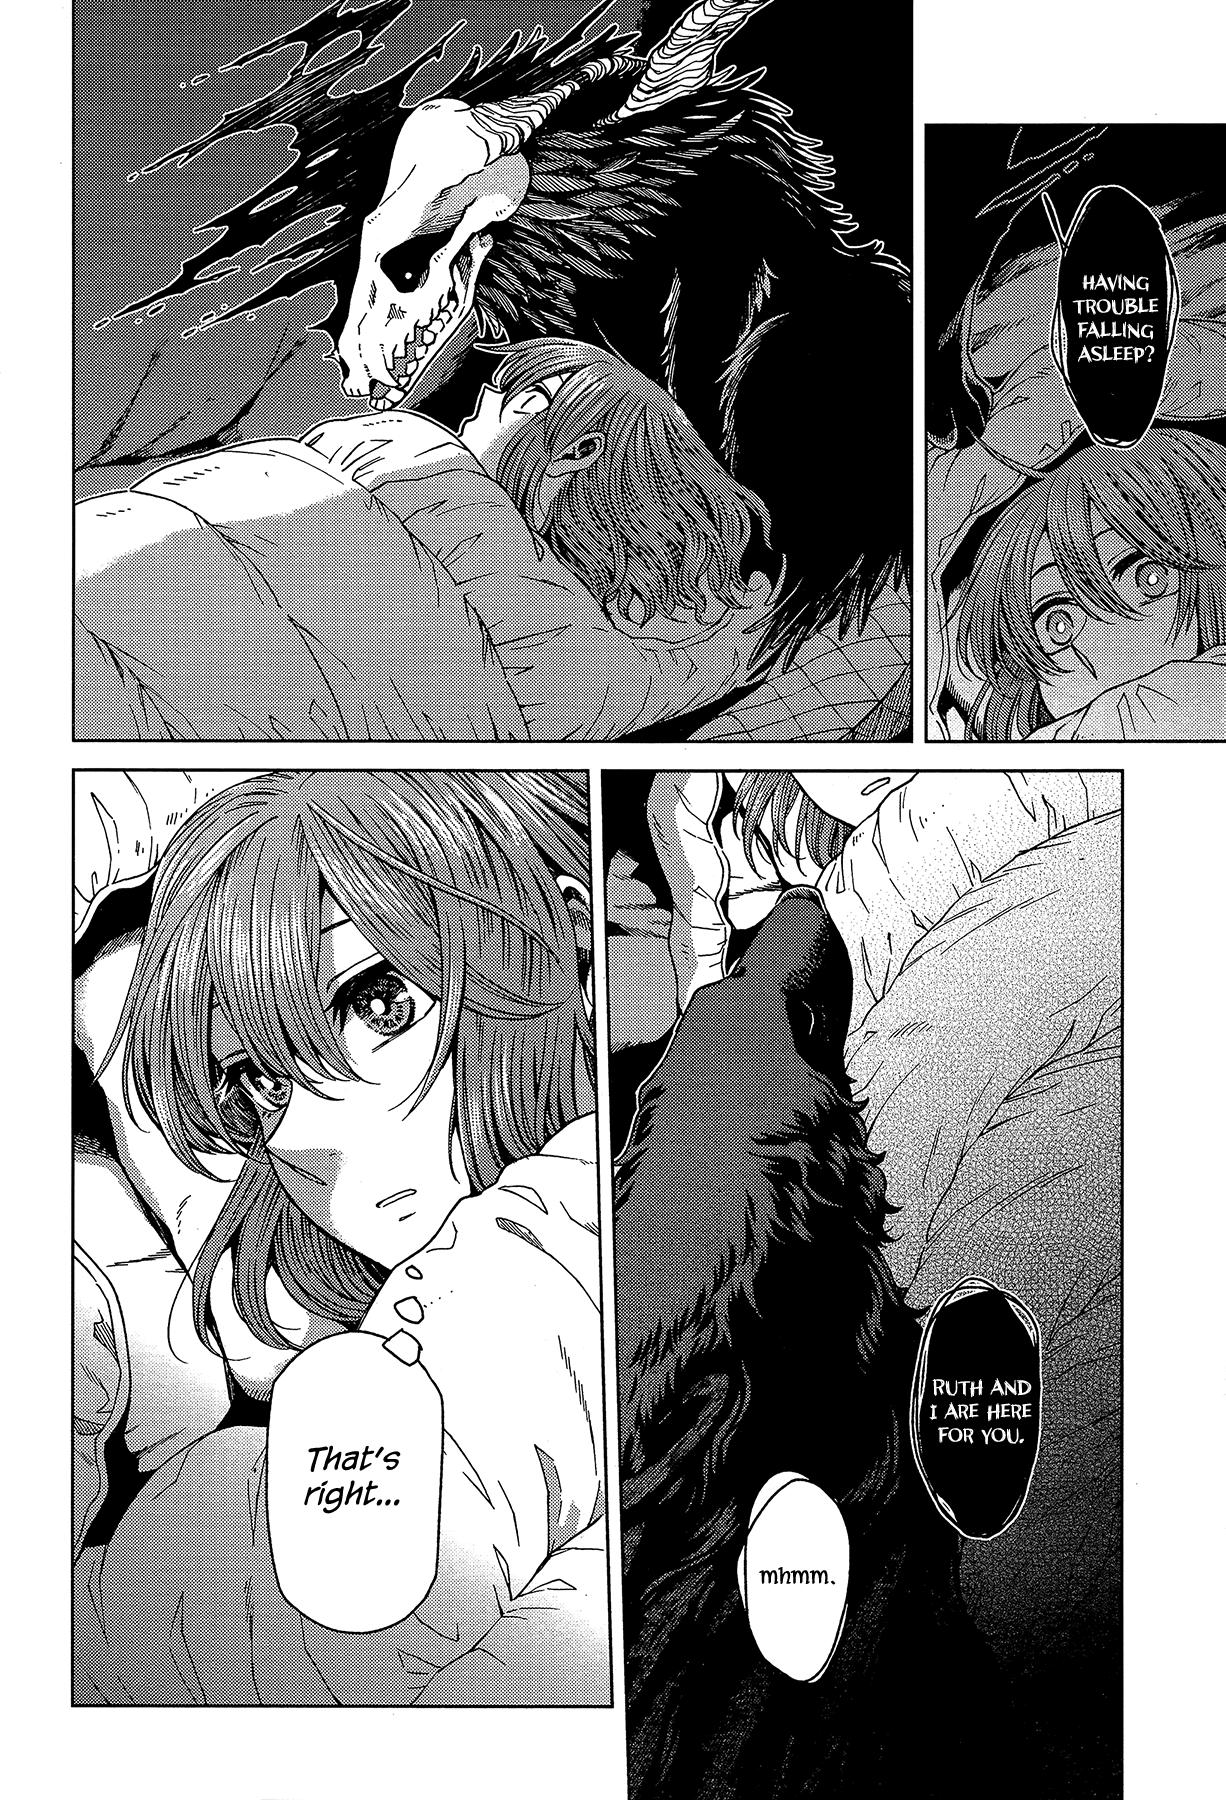 HAVING
TROUBLE
FALLING
ASLEEP?
RUTH AND
I ARE HERE
FOR YOU.
mhmm.
That's
right...